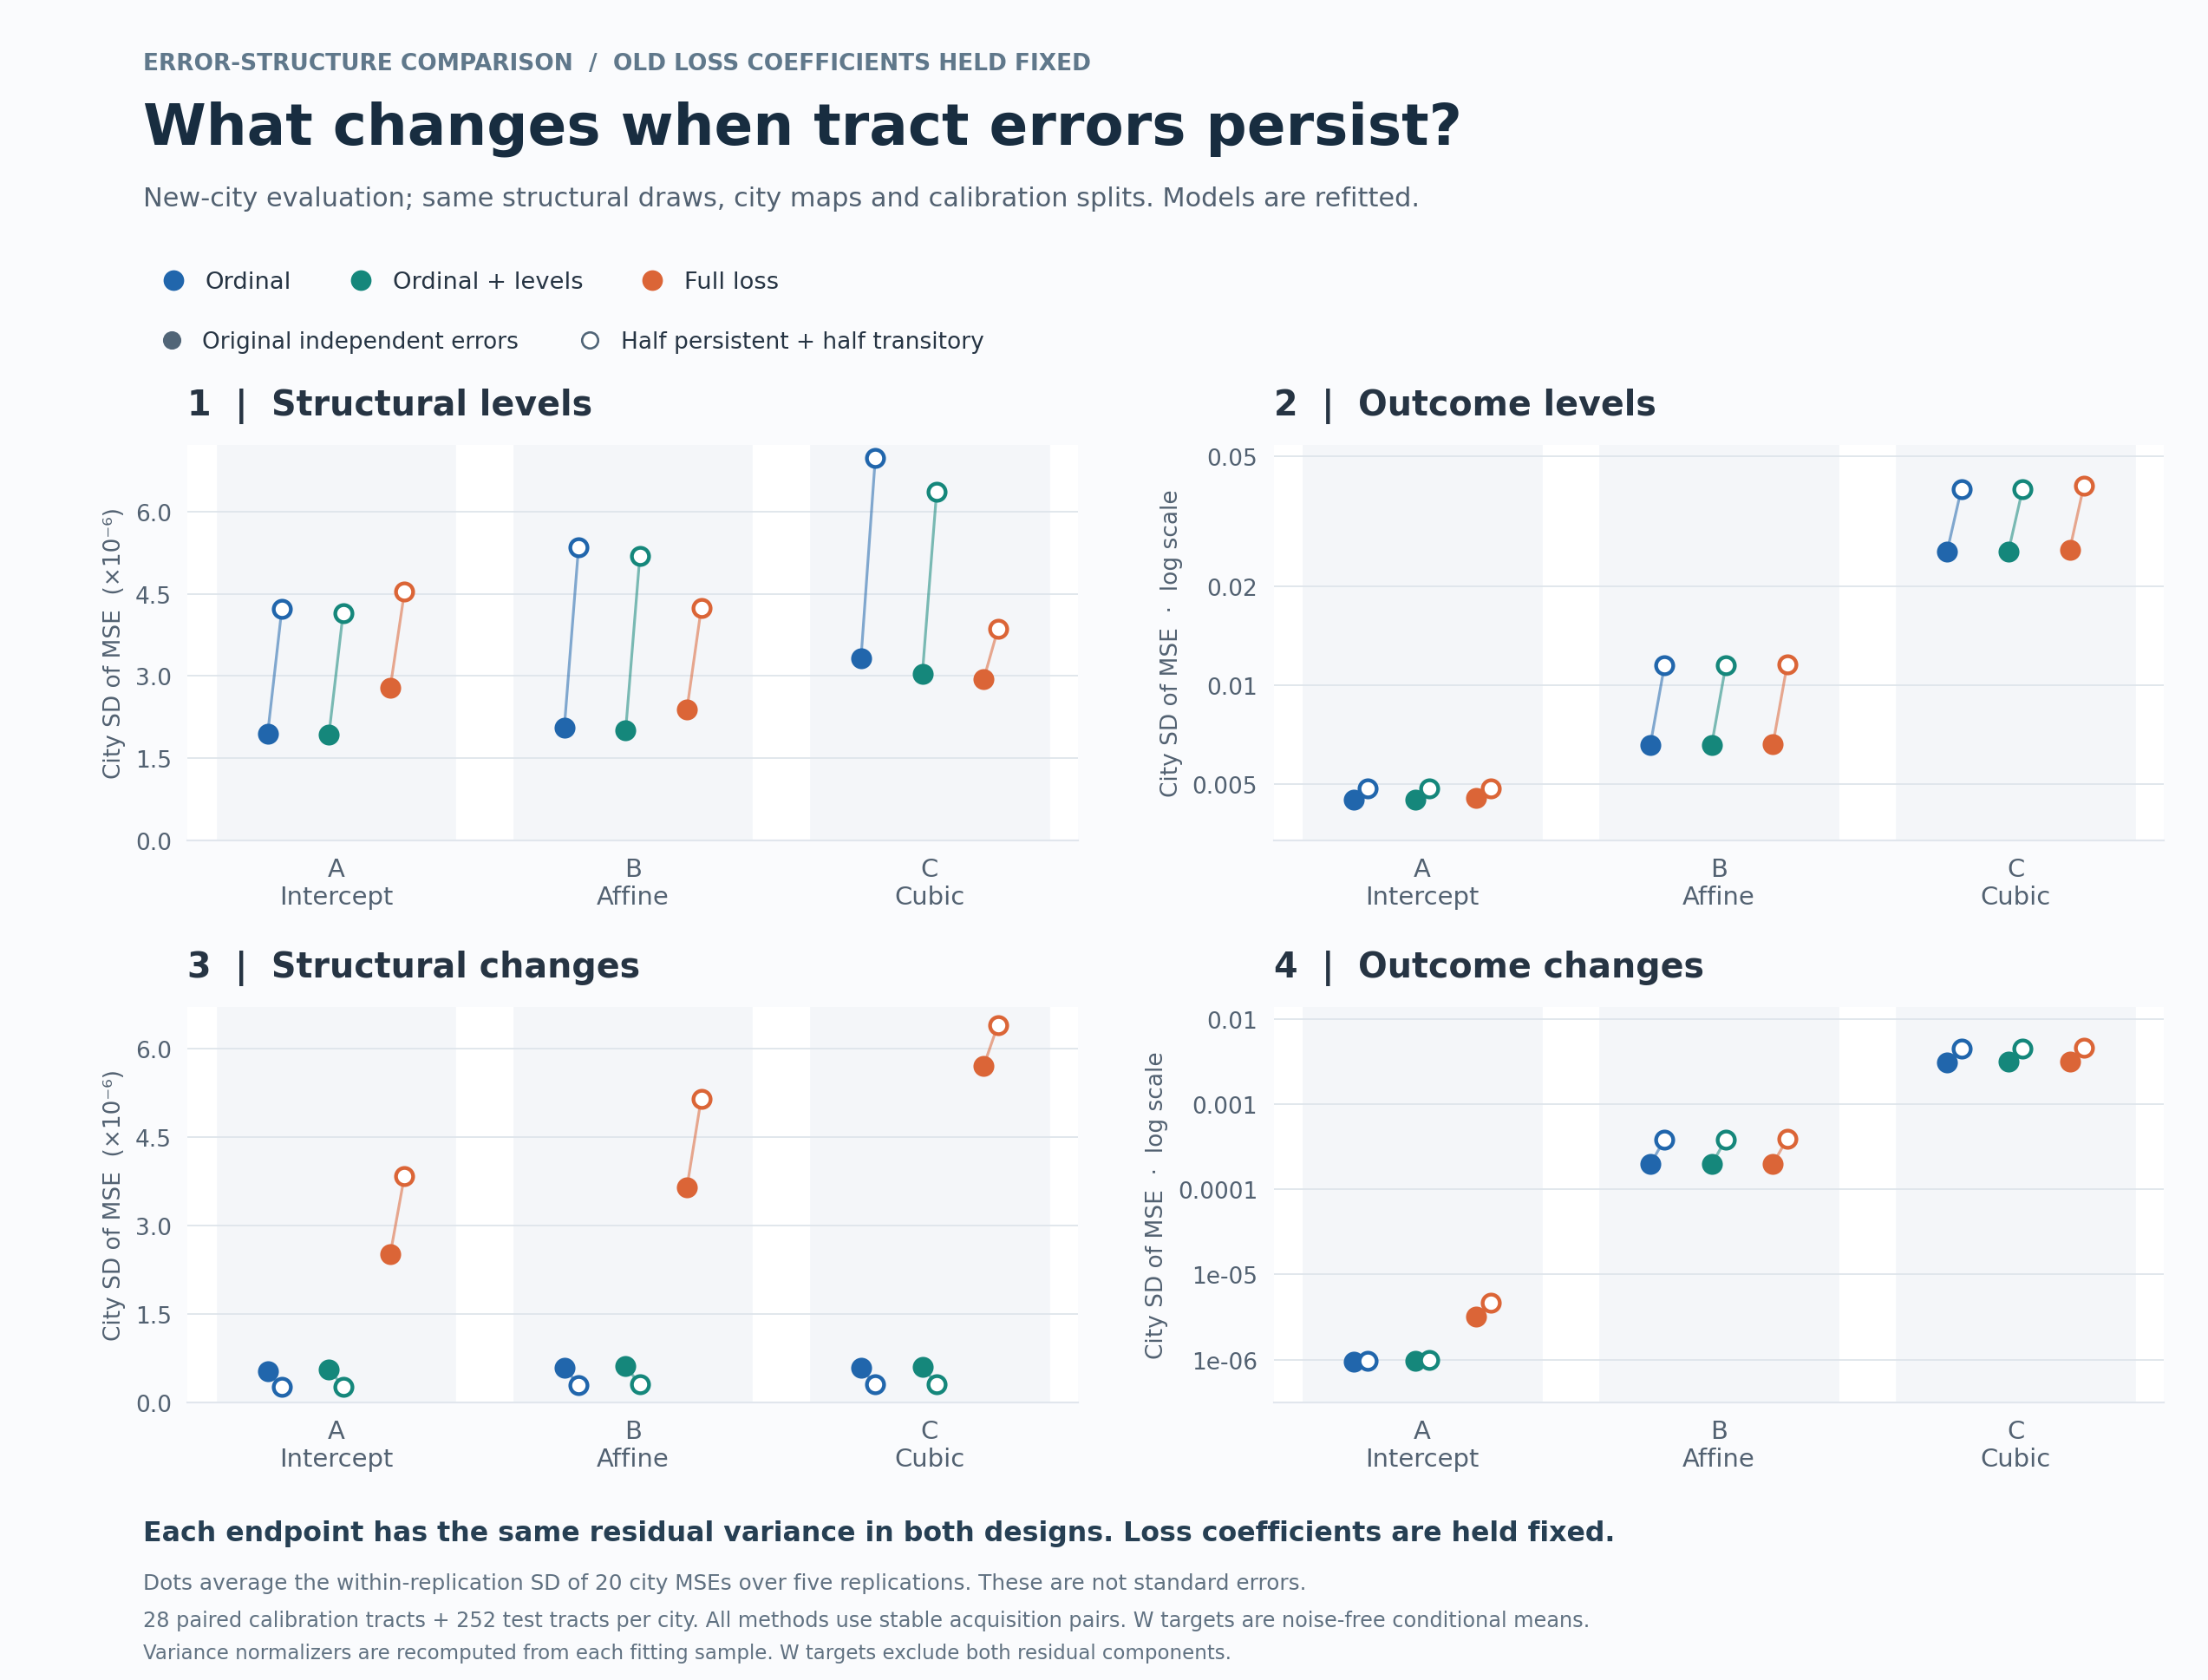 ERROR-STRUCTURE COMPARISON / OLD LOSS COEFFICIENTS HELD FIXED
What changes when tract errors persist?
New-city evaluation; same structural draws, city maps and calibration splits. Models are refitted.
Ordinal
Ordinal + levels
Full loss
Original independent errors
Half persistent + half transitory
1 | Structural levels
City SD of MSE (×10⁻⁶)
6.0
4.5
3.0
1.5
0.0
A
Intercept
B
Affine
C
Cubic
2 | Outcome levels
City SD of MSE · log scale
0.05
0.02
0.01
0.005
A
Intercept
B
Affine
C
Cubic
3 | Structural changes
City SD of MSE (×10⁻⁶)
6.0
4.5
3.0
1.5
0.0
A
Intercept
B
Affine
C
Cubic
4 | Outcome changes
City SD of MSE · log scale
0.01
0.001
0.0001
1e-05
1e-06
A
Intercept
B
Affine
C
Cubic
Each endpoint has the same residual variance in both designs. Loss coefficients are held fixed.
Dots average the within-replication SD of 20 city MSEs over five replications. These are not standard errors.
28 paired calibration tracts + 252 test tracts per city. All methods use stable acquisition pairs. W targets are noise-free conditional means.
Variance normalizers are recomputed from each fitting sample. W targets exclude both residual components.